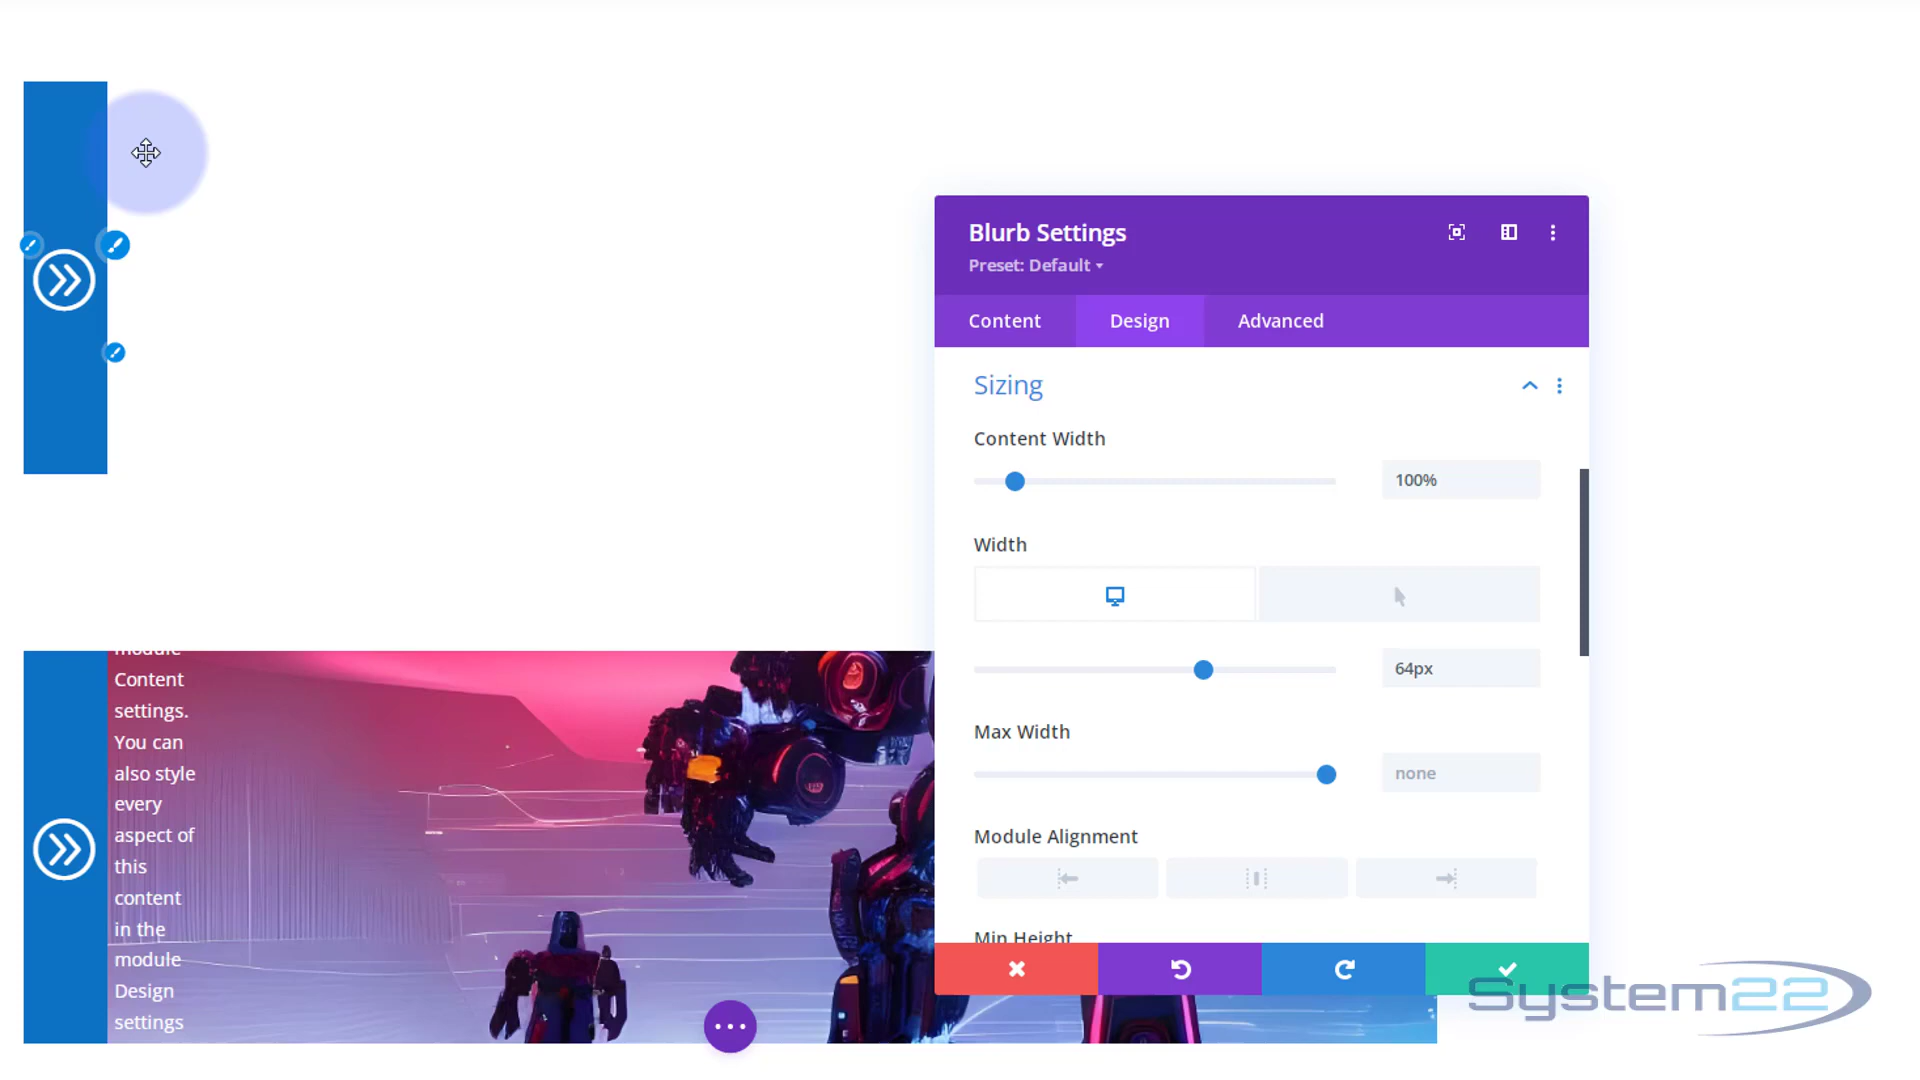 Blurb Settings
Preset: Default
Content
Design
Advanced
Sizing
Content Width
100%
Width
64px
Max Width
none
Module Alignment
Min Height
module
Content
settings.
You can
also style
every
aspect of
this
content
in the
module
Design
settings
System22